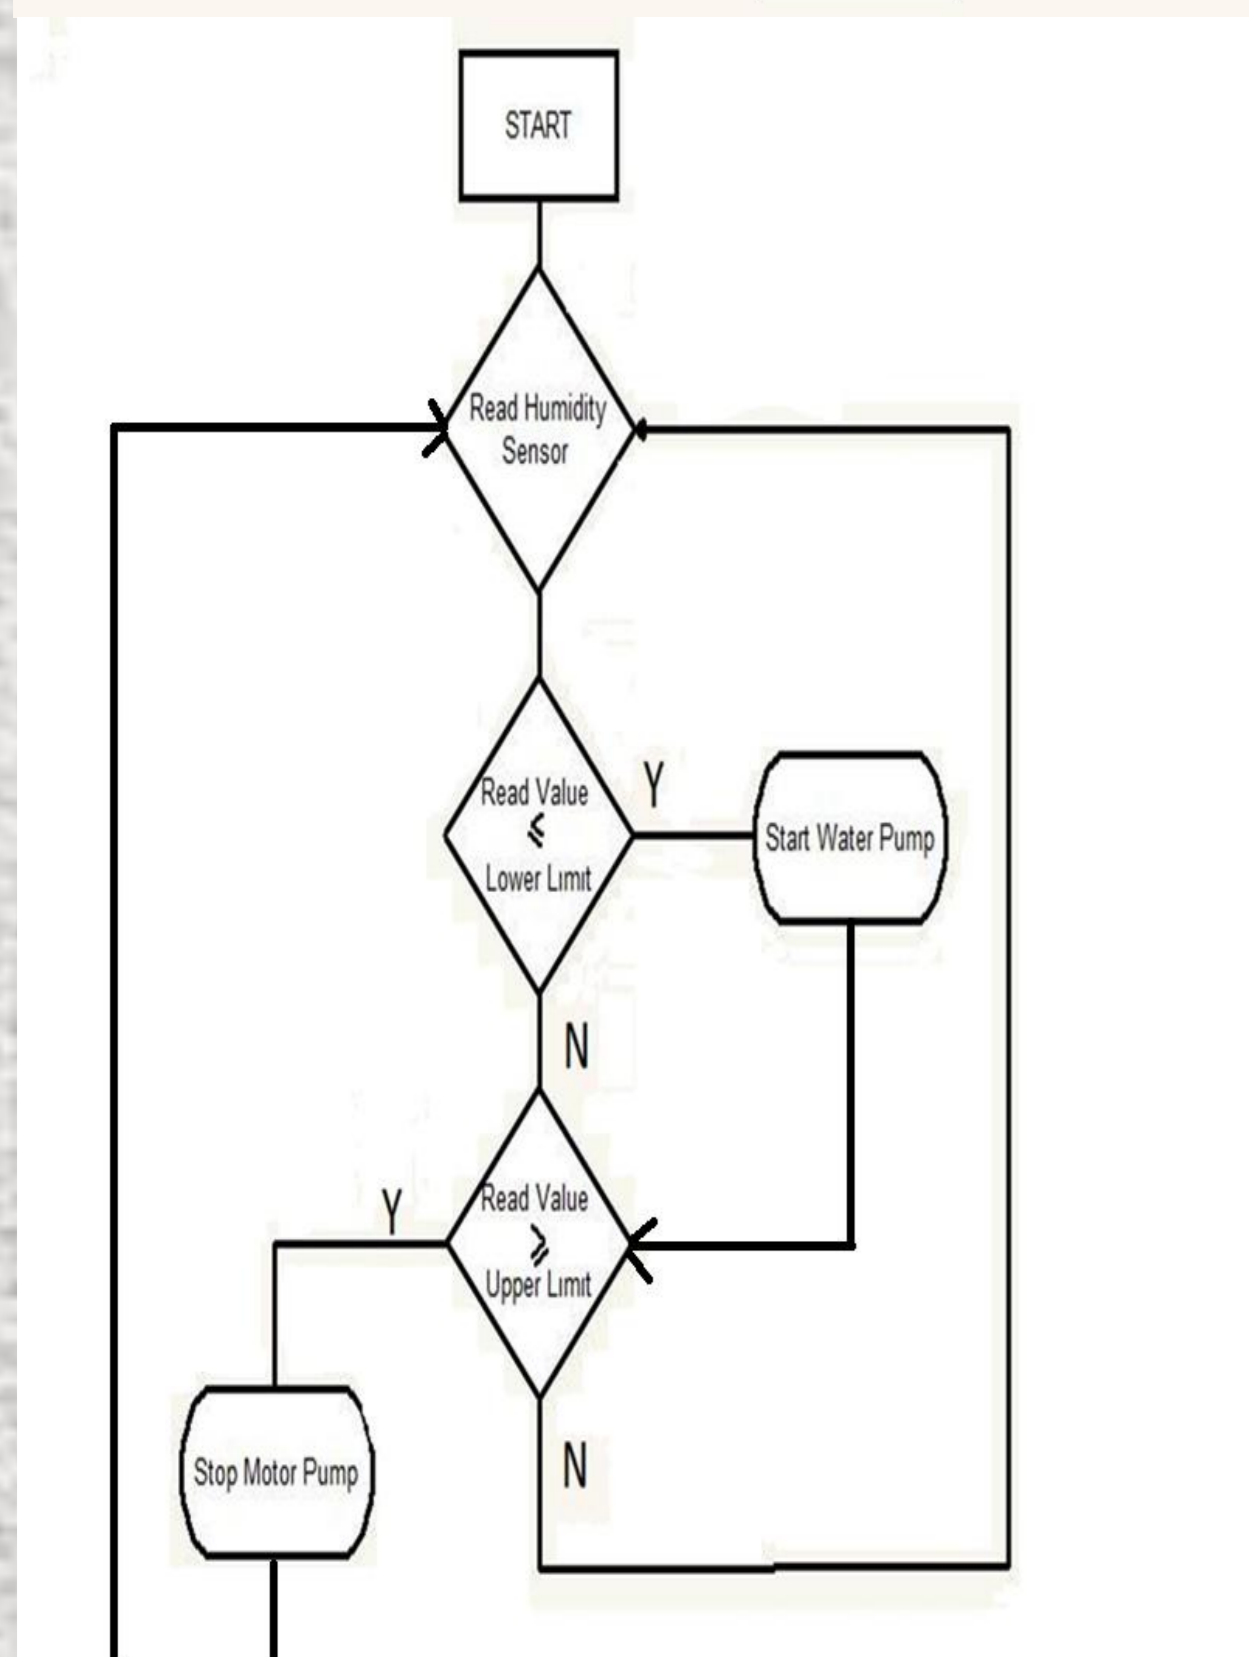 START
Read Humidity
Sensor
Read Value
≤
Lower Limit
Y
Start Water Pump
N
Read Value
≥
Upper Limit
Y
N
Stop Motor Pump